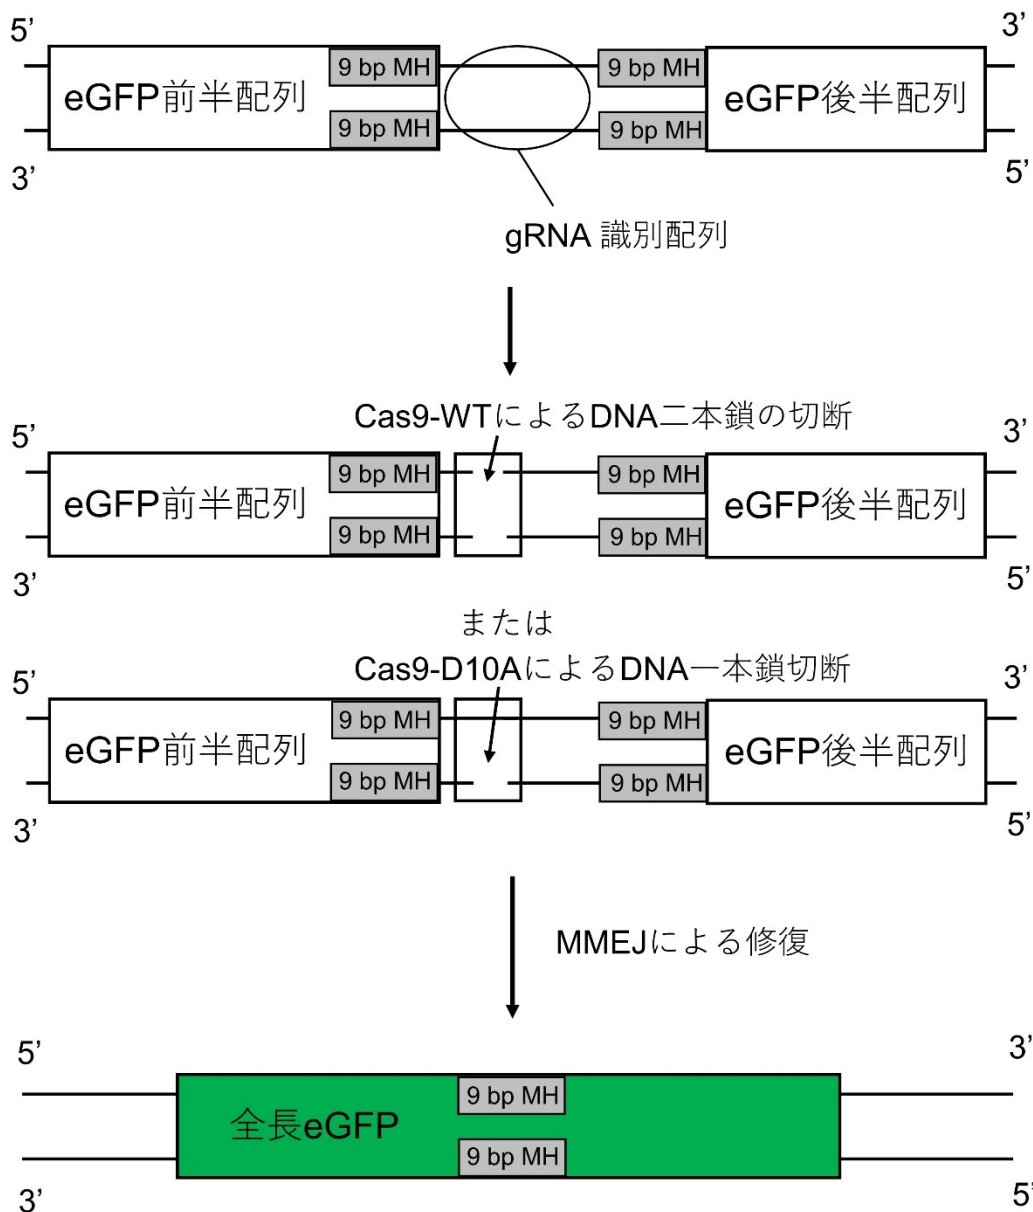 5’
3’
9 bp MH
9 bp MH
eGFP前半配列
eGFP後半配列
9 bp MH
9 bp MH
3’
5’
gRNA 識別配列
Cas9-WTによるDNA二本鎖の切断
5’
3’
9 bp MH
9 bp MH
eGFP前半配列
eGFP後半配列
9 bp MH
9 bp MH
3’
5’
または
Cas9-D10AによるDNA一本鎖切断
5’
3’
9 bp MH
9 bp MH
eGFP前半配列
eGFP後半配列
9 bp MH
9 bp MH
3’
5’
MMEJによる修復
5’
3’
9 bp MH
全長eGFP
9 bp MH
3’
5’